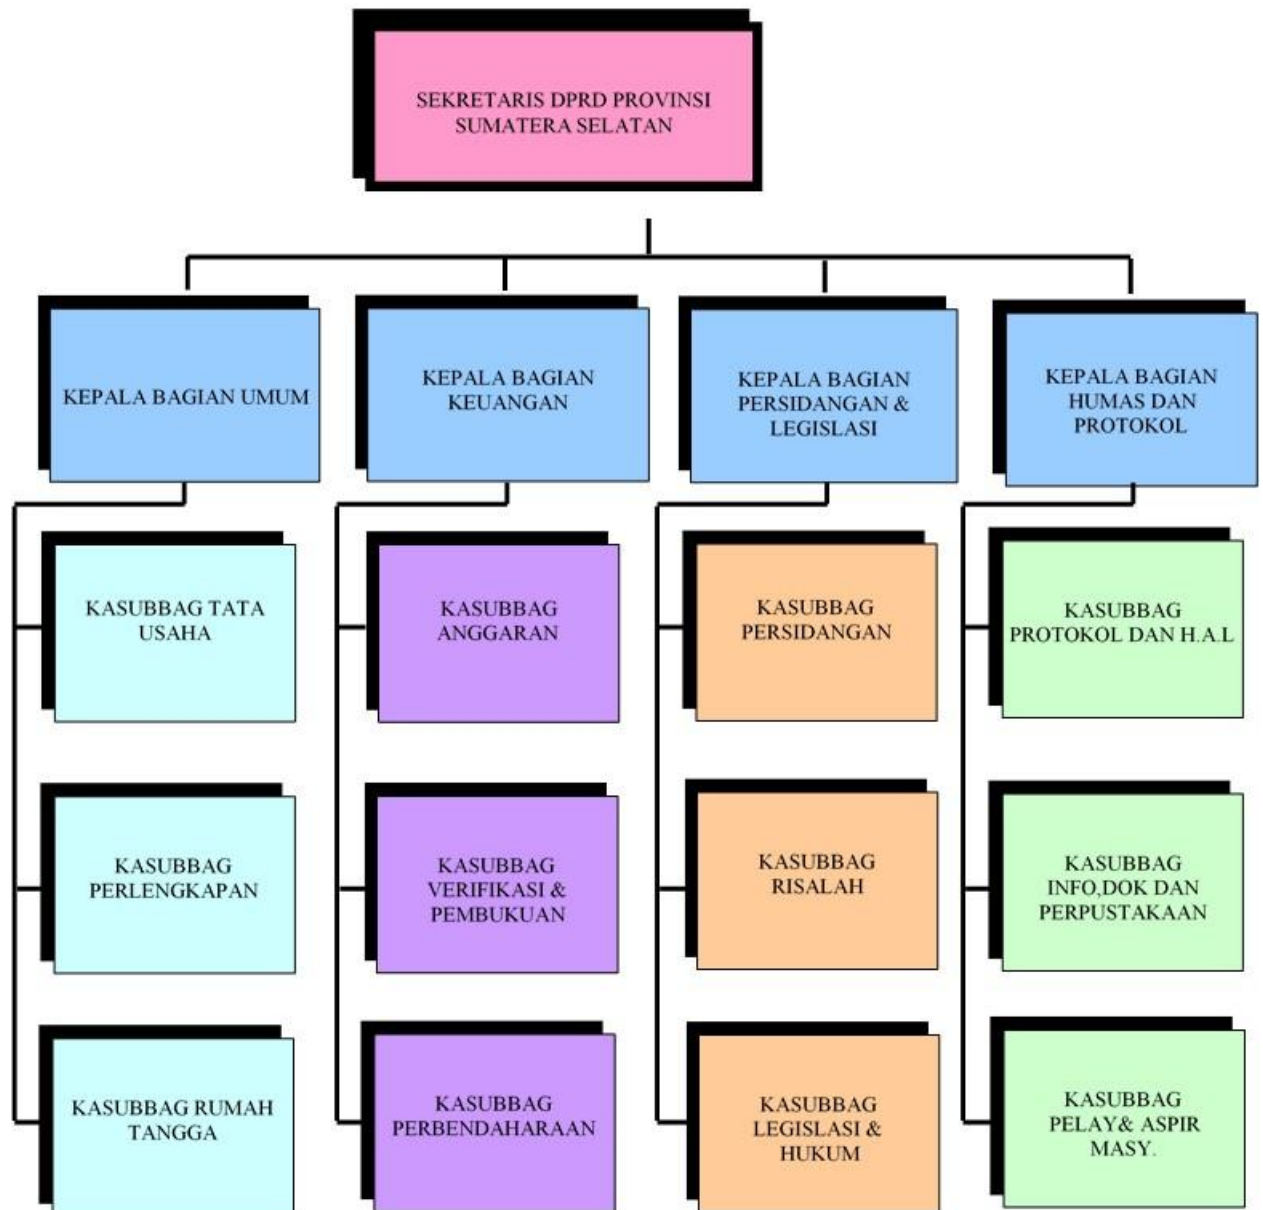 SEKRETARIS DPRD PROVINSI
SUMATERA SELATAN
KEPALA BAGIAN UMUM
KEPALA BAGIAN
KEUANGAN
KEPALA BAGIAN
PERSIDANGAN &
LEGISLASI
KEPALA BAGIAN
HUMAS DAN
PROTOKOL
KASUBBAG TATA
USAHA
KASUBBAG
ANGGARAN
KASUBBAG
PERSIDANGAN
KASUBBAG
PROTOKOL DAN H.A.L
KASUBBAG
PERLENGKAPAN
KASUBBAG
VERIFIKASI &
PEMBUKUAN
KASUBBAG
RISALAH
KASUBBAG
INFO,DOK DAN
PERPUSTAKAAN
KASUBBAG RUMAH
TANGGA
KASUBBAG
PERBENDAHARAAN
KASUBBAG
LEGISLASI &
HUKUM
KASUBBAG
PELAY& ASPIR
MASY.